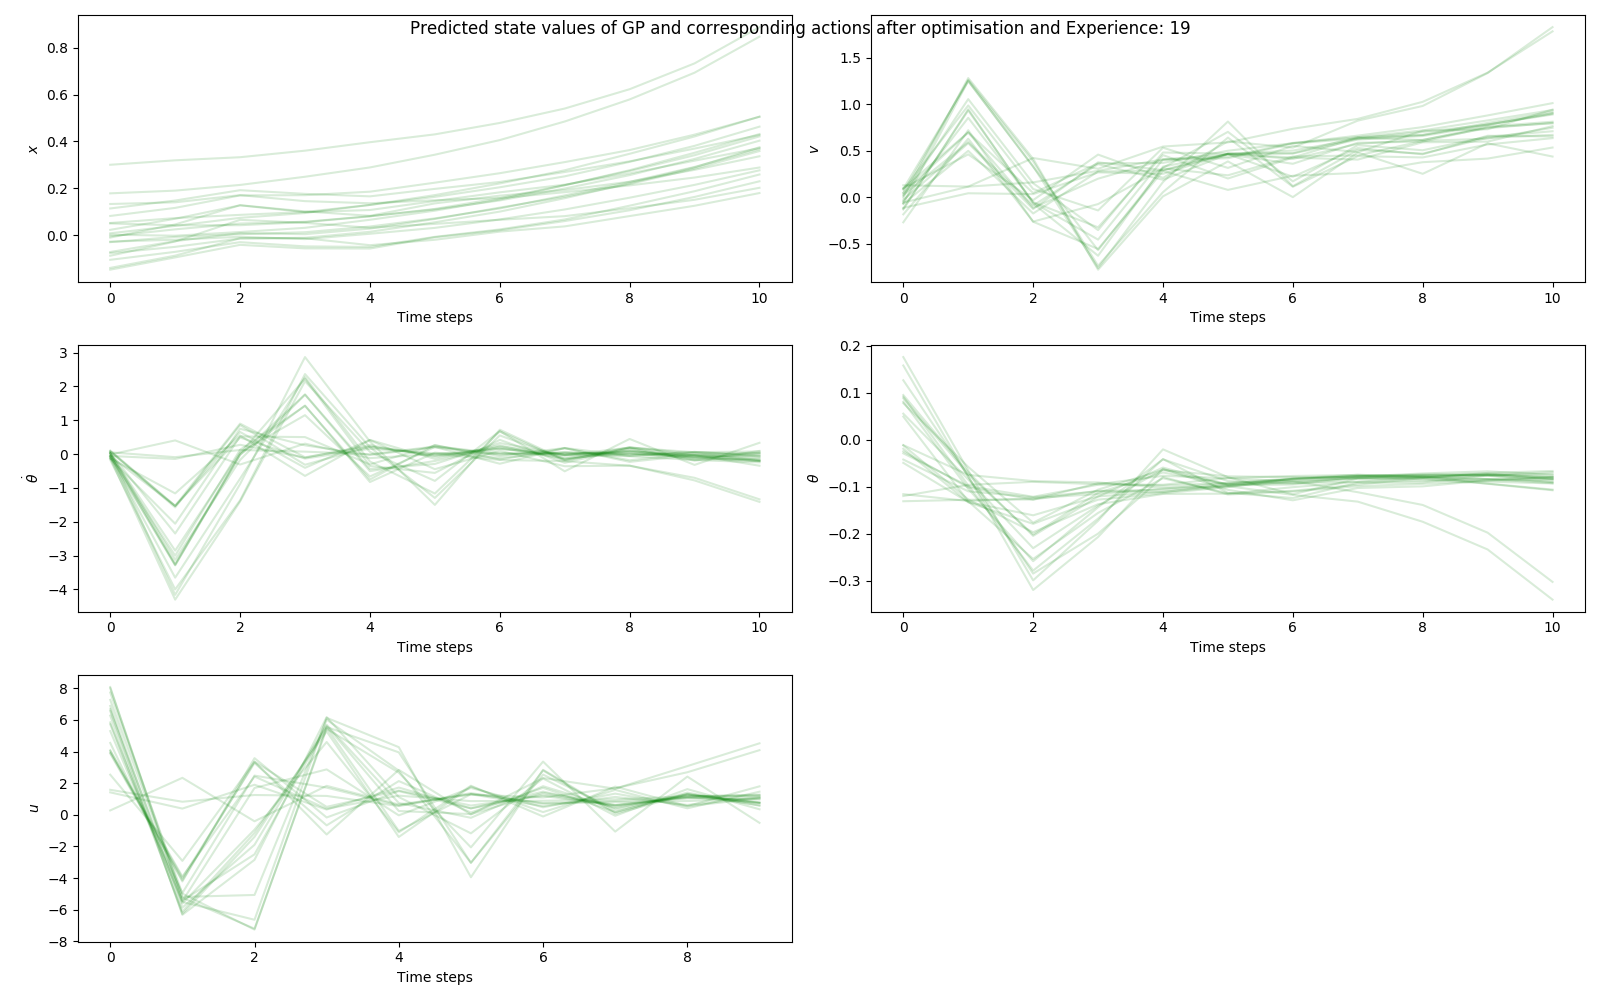 Predicted state values of GP and corresponding actions after optimisation and Experience: 19
0.8
0.6
0.4
0.2
0.0
x
0 2 4 6 8 10
Time steps
1.5
1.0
0.5
0.0
−0.5
v
0 2 4 6 8 10
Time steps
3
2
1
0
−1
−2
−3
−4
θ̇
0 2 4 6 8 10
Time steps
0.2
0.1
0.0
−0.1
−0.2
−0.3
θ
0 2 4 6 8 10
Time steps
8
6
4
2
0
−2
−4
−6
−8
u
0 2 4 6 8
Time steps